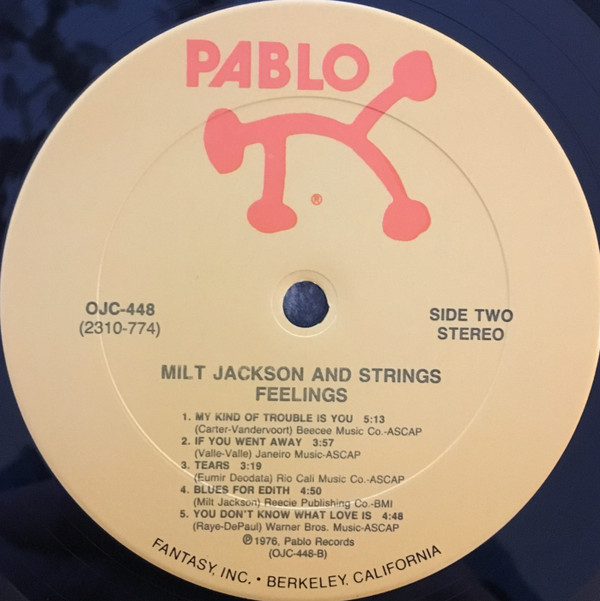 PABLO
®
OJC-448
(2310-774)
SIDE TWO
STEREO
MILT JACKSON AND STRINGS
FEELINGS
1. MY KIND OF TROUBLE IS YOU 5:13
(Carter-Vandervoort) Beecee Music Co.-ASCAP
2. IF YOU WENT AWAY 3:57
(Valle-Valle) Janeiro Music-ASCAP
3. TEARS 3:19
(Eumir Deodata) Rio Cali Music Co.-ASCAP
4. BLUES FOR EDITH 4:50
(Milt Jackson) Reecie Publishing Co.-BMI
5. YOU DON'T KNOW WHAT LOVE IS 4:48
(Raye-DePaul) Warner Bros. Music-ASCAP
℗1976, Pablo Records
(OJC-448-B)
FANTASY, INC. • BERKELEY, CALIFORNIA